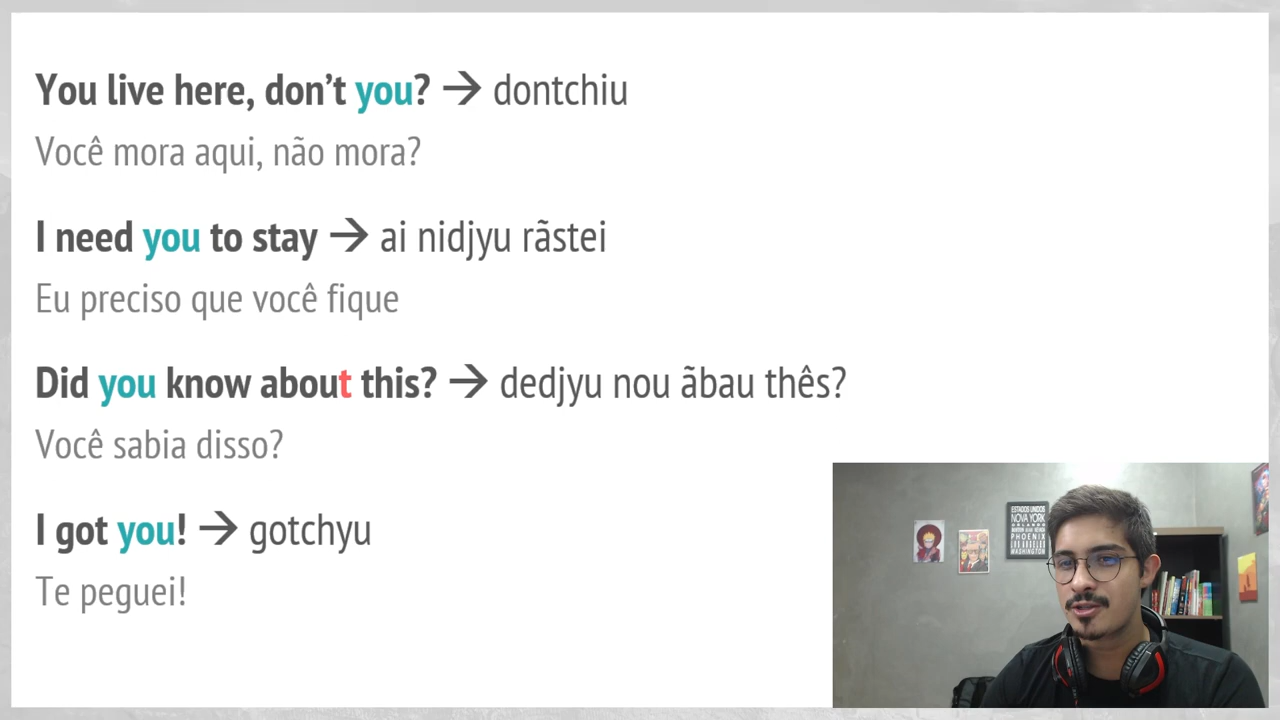 You live here, don’t you? → dontchiu
Você mora aqui, não mora?
I need you to stay → ai nidjyu rãstei
Eu preciso que você fique
Did you know about this? → dedjyu nou ãbau thês?
Você sabia disso?
I got you! → gotchyu
Te peguei!
ESTADOS UNIDOS
NOVA YORK
PHOENIX
LOS ANGELES
WASHINGTON